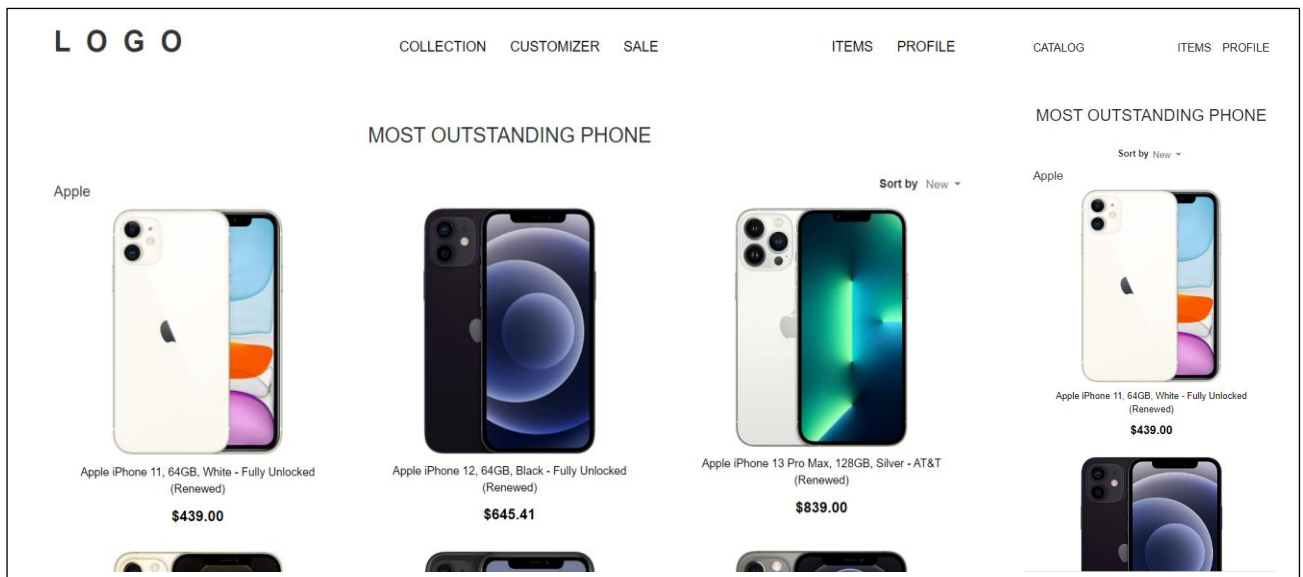 L O G O
COLLECTION CUSTOMIZER SALE
ITEMS PROFILE
MOST OUTSTANDING PHONE
Sort by New
Apple
Apple iPhone 11, 64GB, White - Fully Unlocked
(Renewed)
$439.00
Apple iPhone 12, 64GB, Black - Fully Unlocked
(Renewed)
$645.41
Apple iPhone 13 Pro Max, 128GB, Silver - AT&T
(Renewed)
$839.00
CATALOG
ITEMS PROFILE
MOST OUTSTANDING PHONE
Sort by New
Apple
Apple iPhone 11, 64GB, White - Fully Unlocked
(Renewed)
$439.00